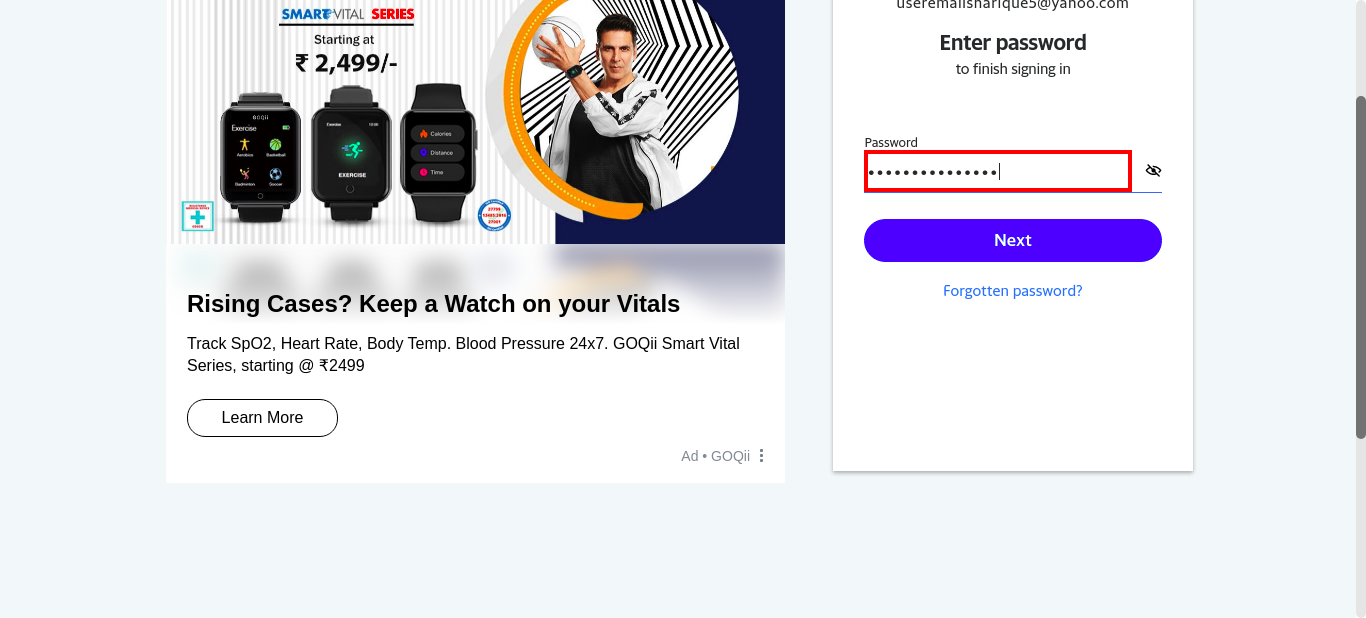 SMART VITAL SERIES
Starting at
₹ 2,499/-
GOQii
Exercise
Aerobics
Basketball
Badminton
Soccer
Exercise
EXERCISE
Calories
Distance
Time
Rising Cases? Keep a Watch on your Vitals
Track SpO2, Heart Rate, Body Temp. Blood Pressure 24x7. GOQii Smart Vital
Series, starting @ ₹2499
Learn More
Ad • GOQii
useremailsharique5@yahoo.com
Enter password
to finish signing in
Password
Next
Forgotten password?